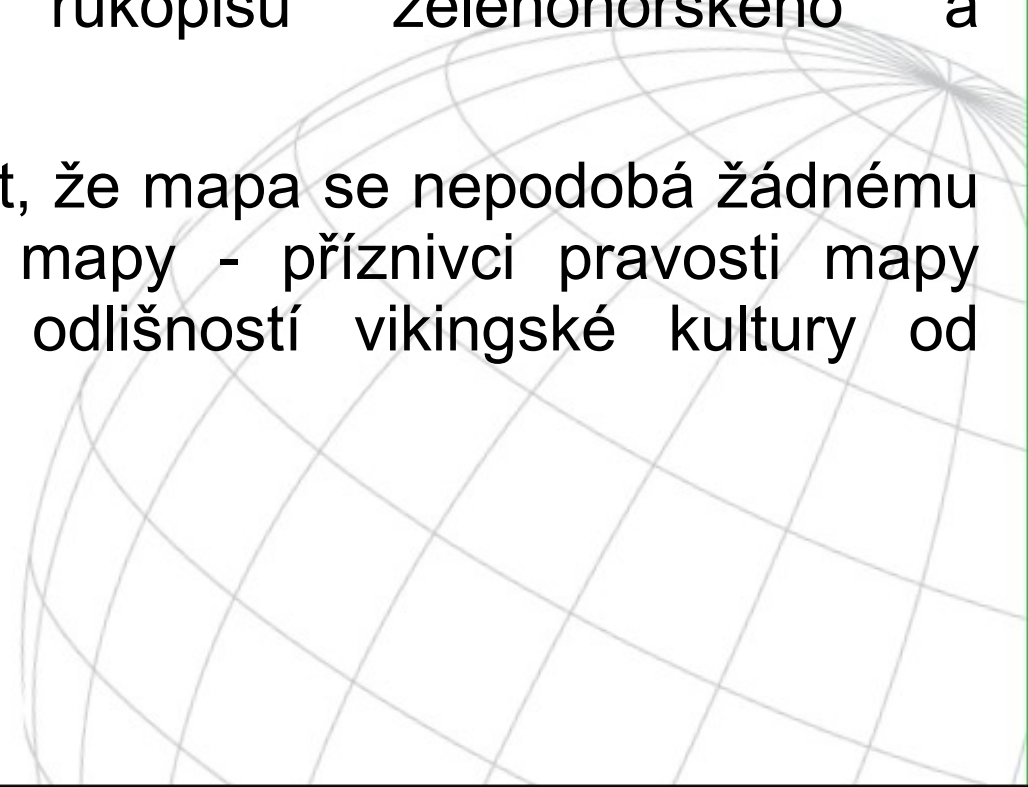 rukopisu zelenohorského a
t, že mapa se nepodobá žádnému
mapy - příznivci pravosti mapy
odlišností vikingské kultury od